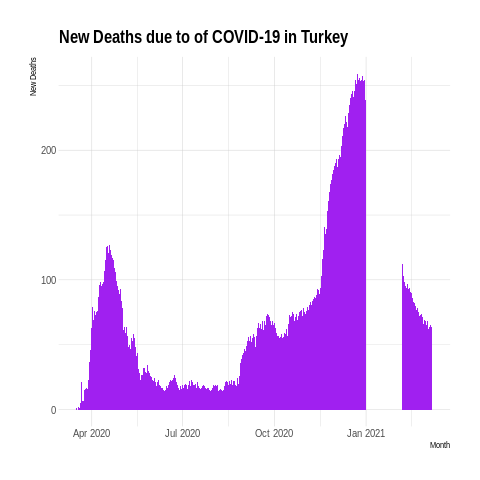 New Deaths due to of COVID-19 in Turkey
New Deaths
200
100
0
Apr 2020 Jul 2020 Oct 2020 Jan 2021
Month